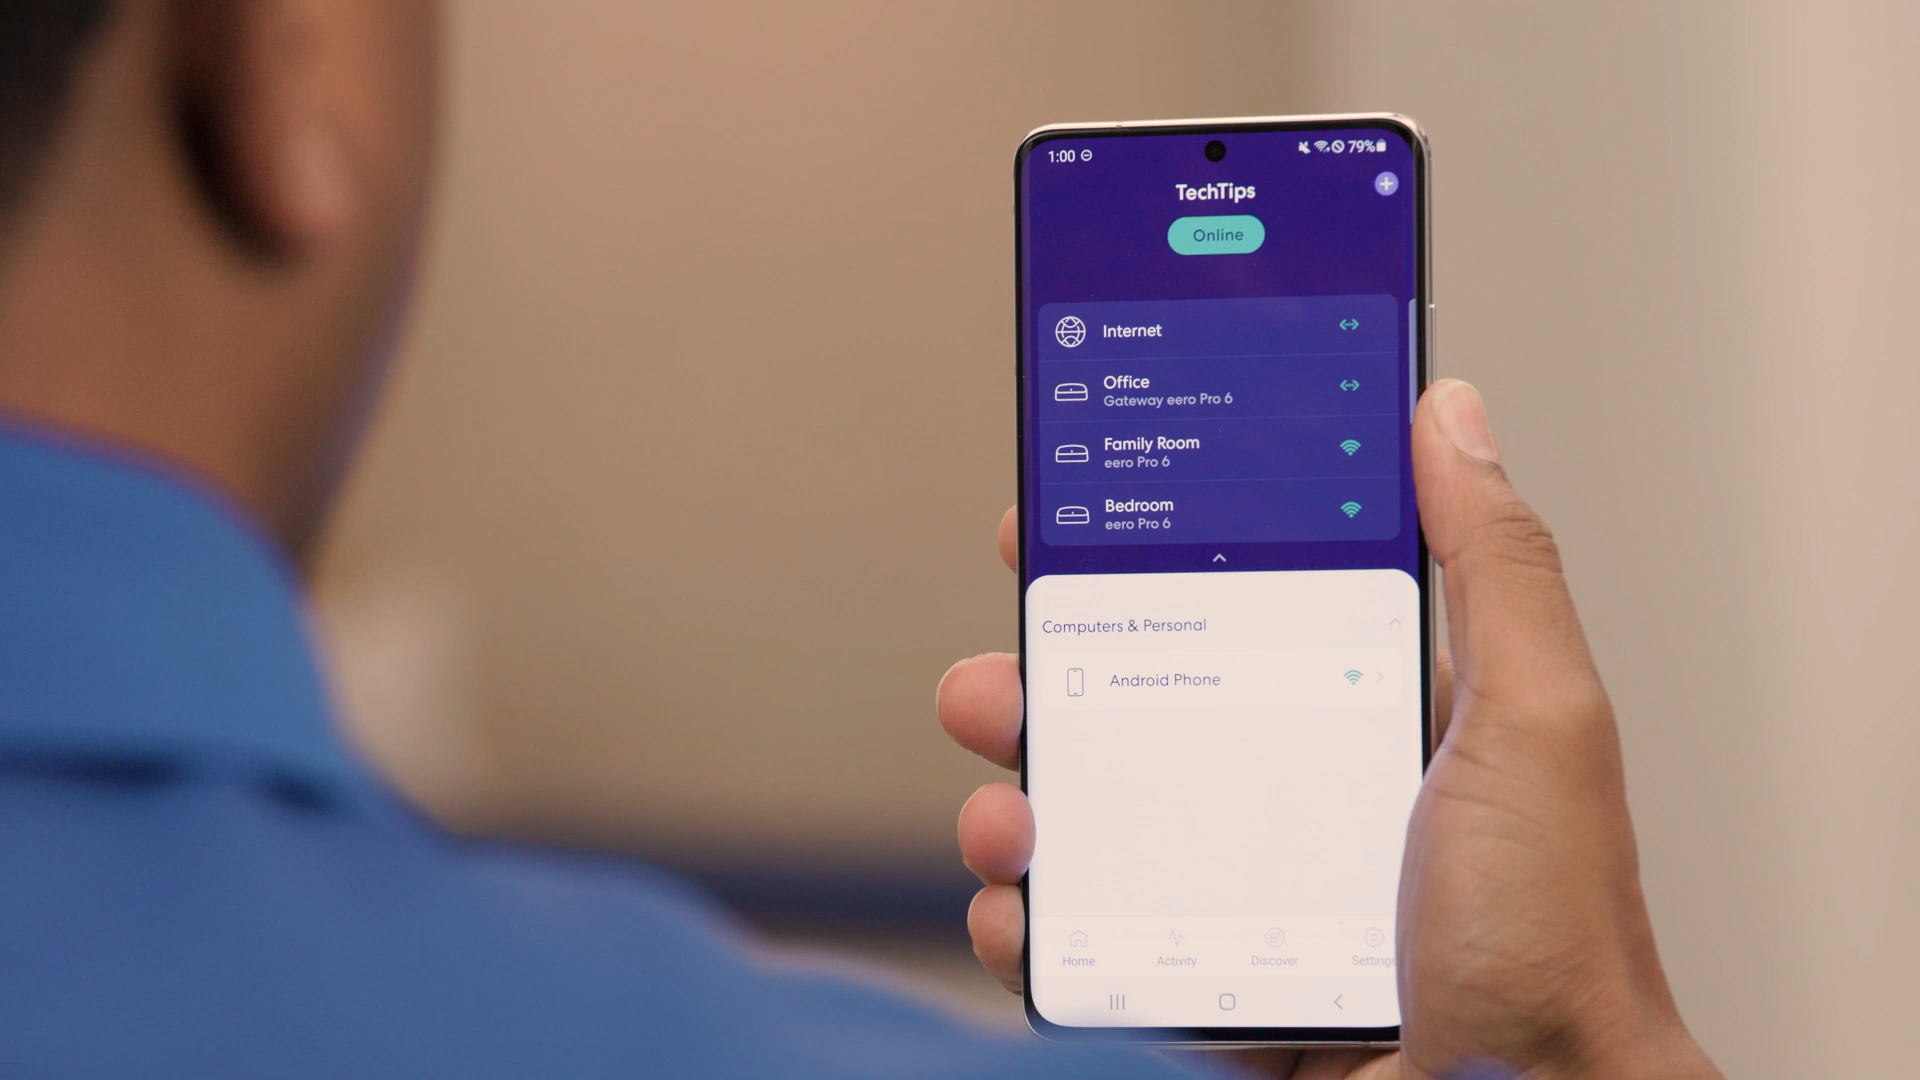 1:00 79%
TechTips
Online
Internet
Office
Gateway eero Pro 6
Family Room
eero Pro 6
Bedroom
eero Pro 6
Computers & Personal
Android Phone
Home Activity Discover Settings